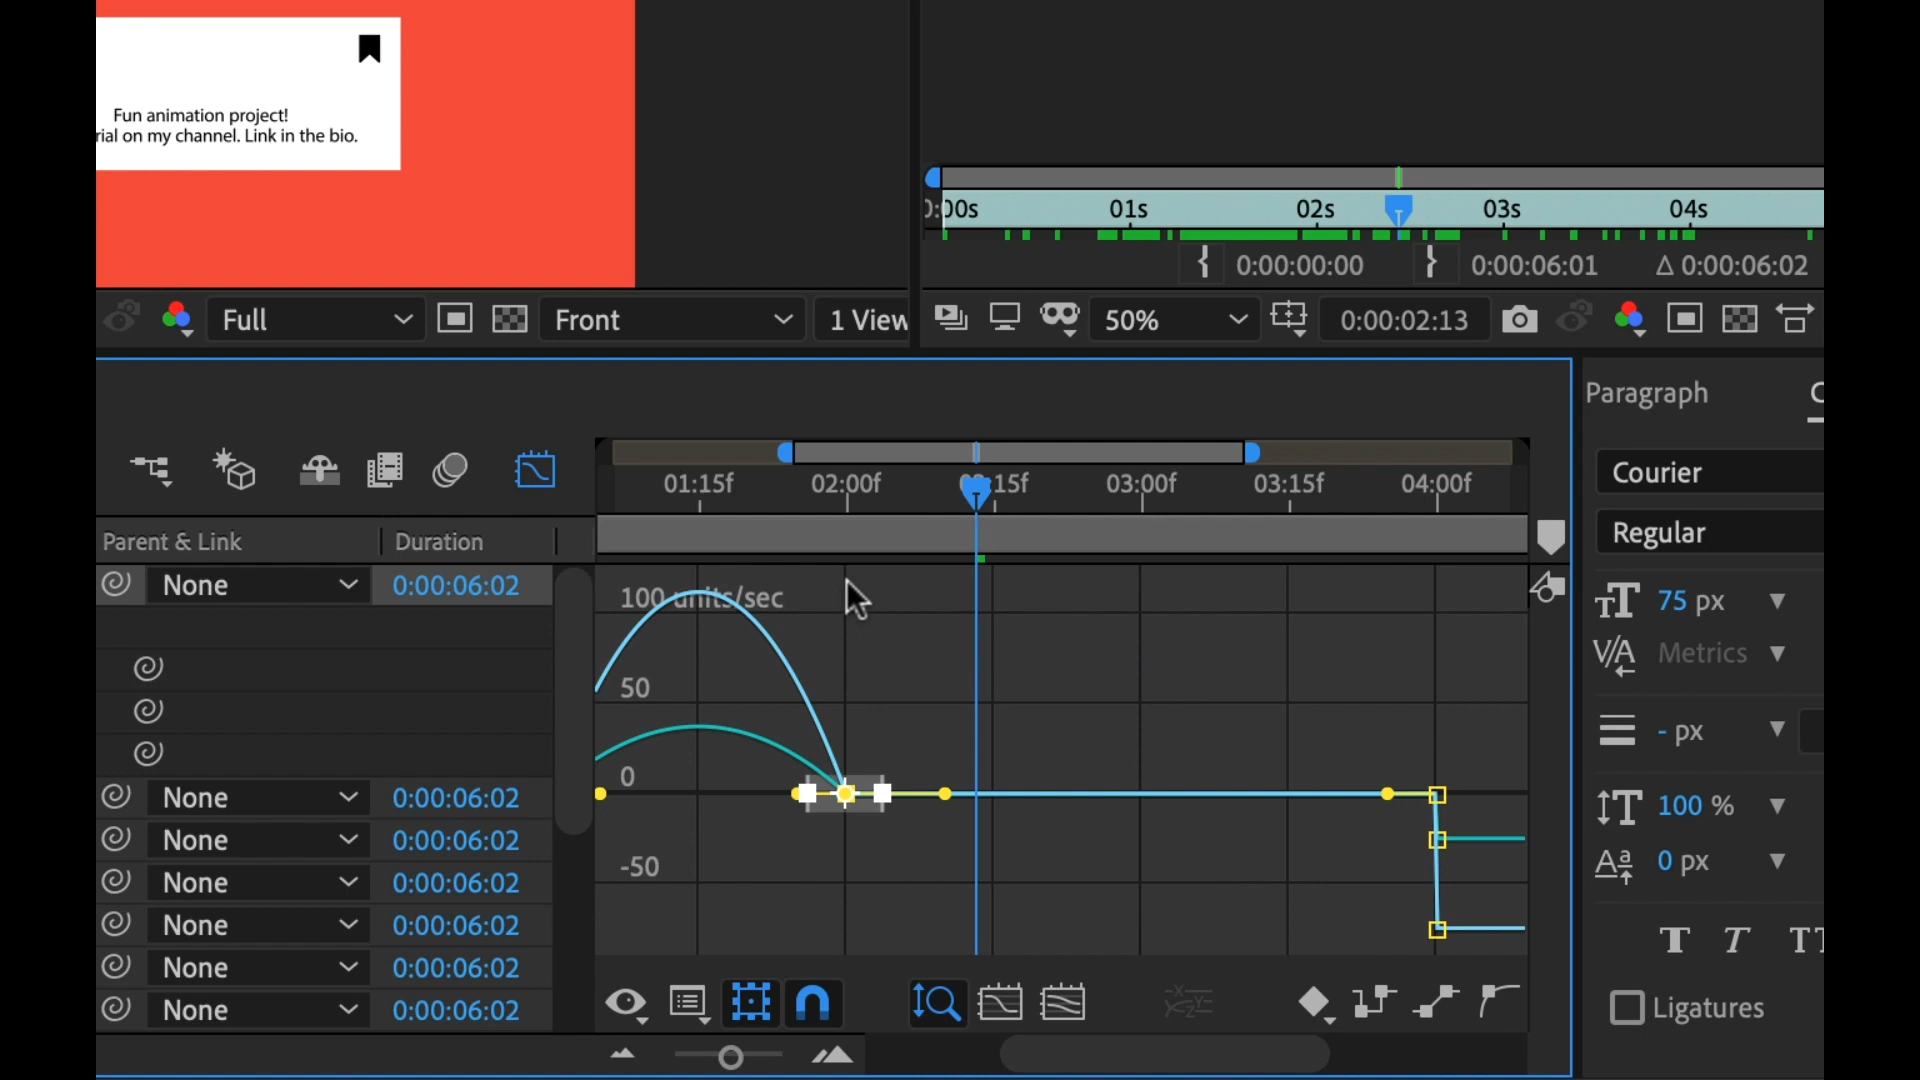 Fun animation project!
rial on my channel. Link in the bio.
00s 01s 02s 03s 04s
0:00:00:00 0:00:06:01 Δ 0:00:06:02
Full Front 1 View
50% 0:00:02:13
Paragraph
01:15f 02:00f 15f 03:00f 03:15f 04:00f
Courier
Regular
Parent & Link Duration
None 0:00:06:02
100 units/sec
75 px
Metrics
50
- px
0
None 0:00:06:02
100 %
None 0:00:06:02
-50
0 px
None 0:00:06:02
None 0:00:06:02
None 0:00:06:02
None 0:00:06:02
T T TT
Ligatures